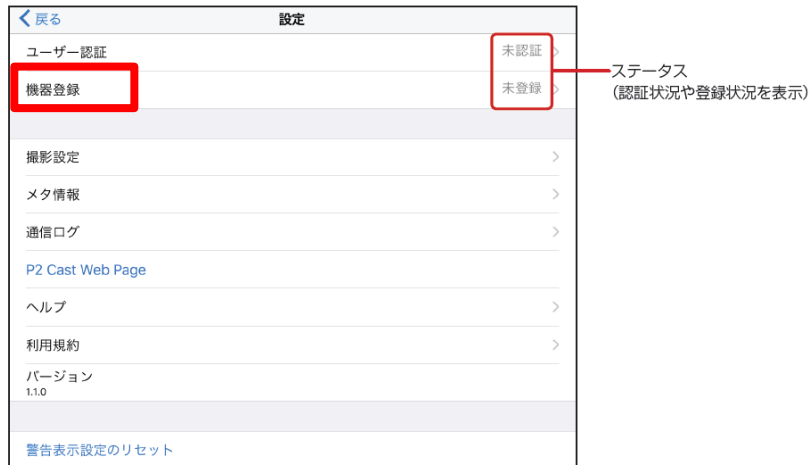 戻る
設定
ユーザー認証
未認証
機器登録
未登録
ステータス
(認証状況や登録状況を表示)
撮影設定
メタ情報
通信ログ
P2 Cast Web Page
ヘルプ
利用規約
バージョン
1.1.0
警告表示設定のリセット